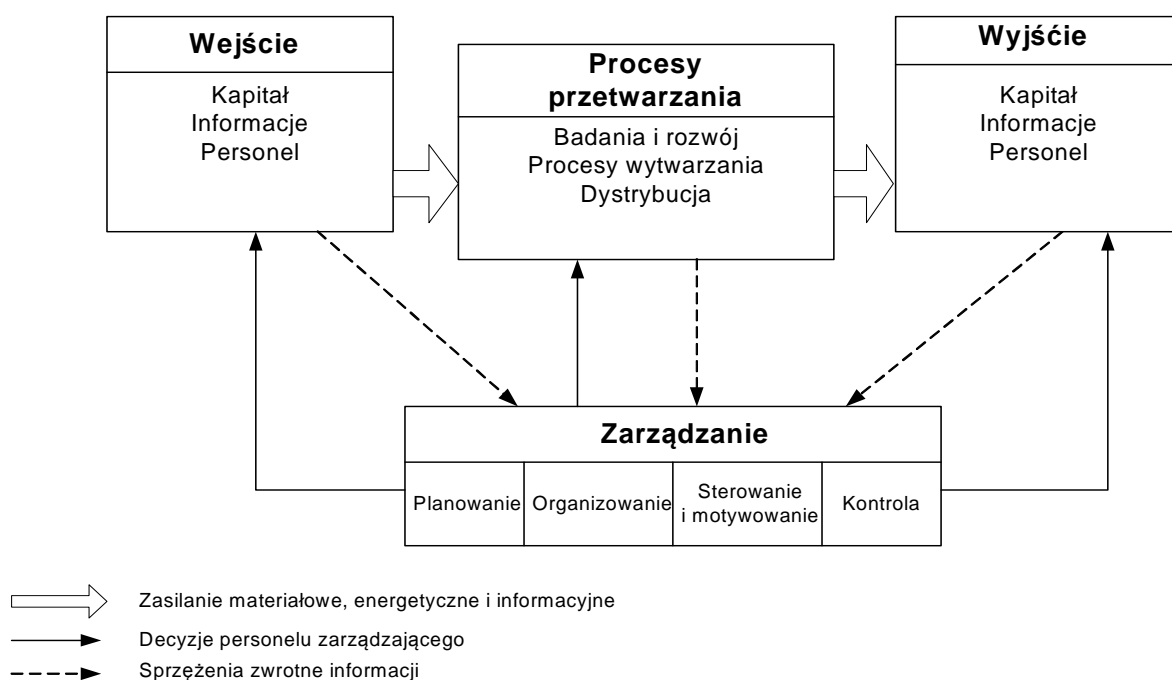 Wejście
Kapitał
Informacje
Personel
Procesy
przetwarzania
Badania i rozwój
Procesy wytwarzania
Dystrybucja
Wyjśćie
Kapitał
Informacje
Personel
Zarządzanie
Planowanie
Organizowanie
Sterowanie
i motywowanie
Kontrola
Zasilanie materiałowe, energetyczne i informacyjne
Decyzje personelu zarządzającego
Sprzężenia zwrotne informacji